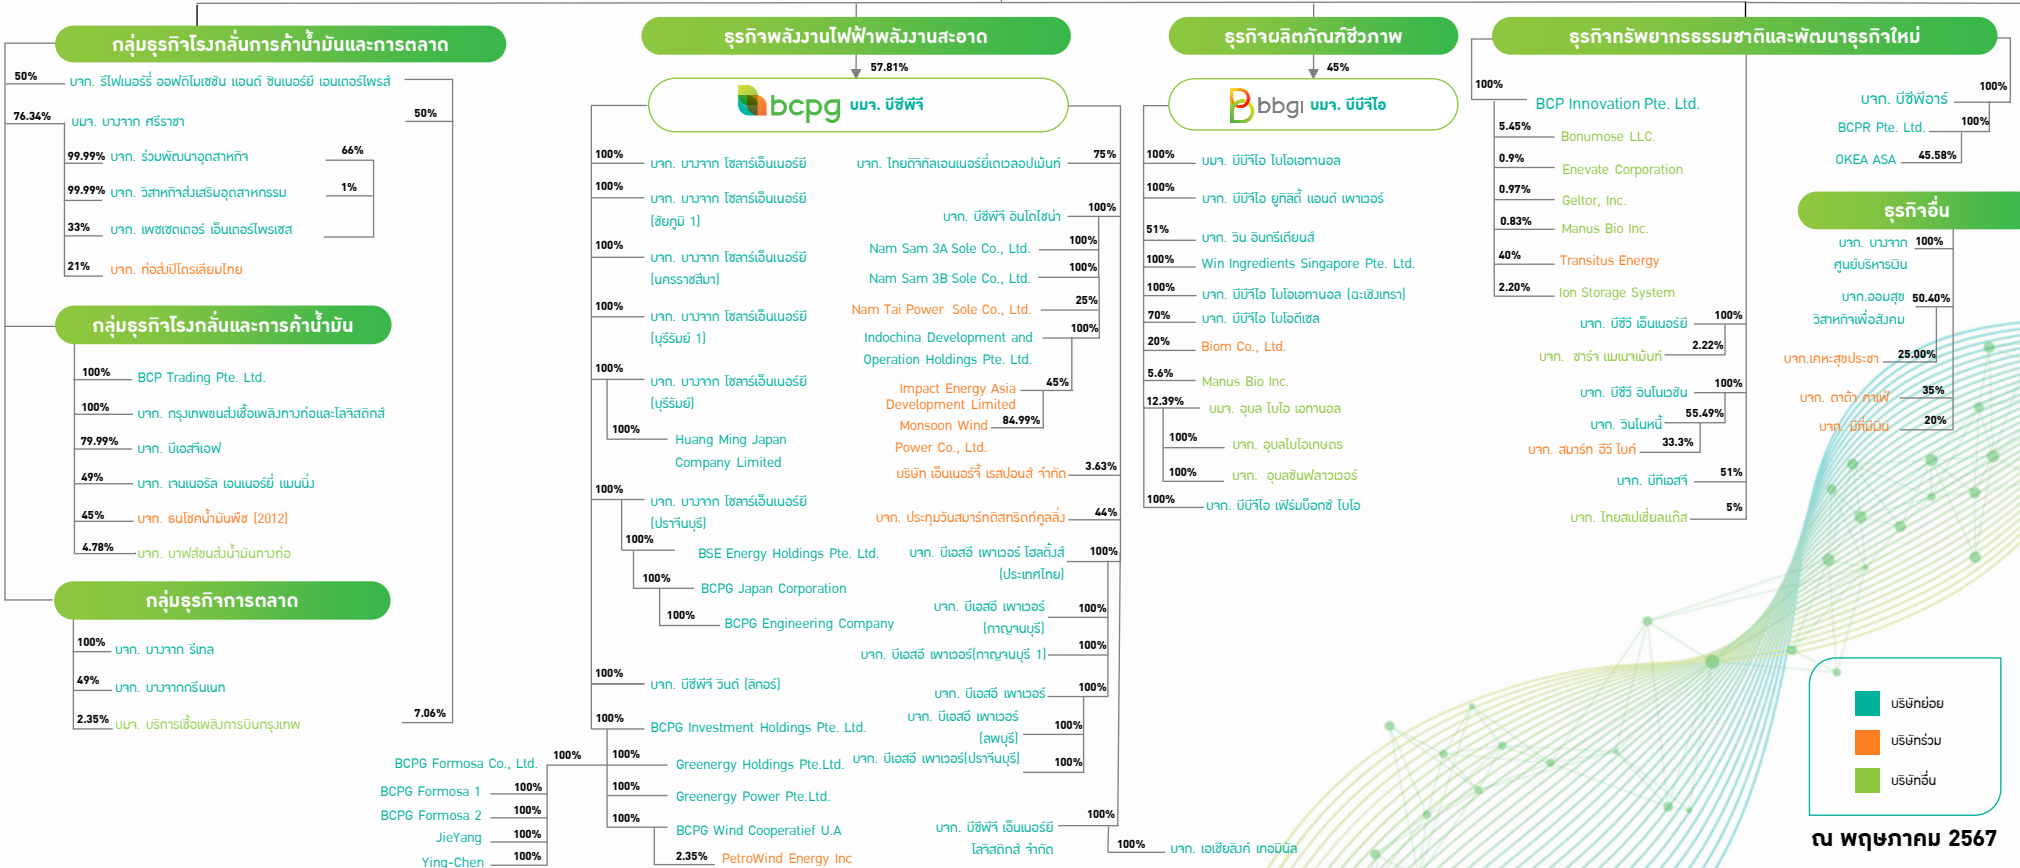 กลุ่มธุรกิจโรงกลั่นการค้าน้ำมันและการตลาด
50%
บจก. รีไฟเนอร์รี่ ออฟติไมเซชัน แอนด์ ซินเนอร์ยี เอนเตอร์ไพรส์
76.34%
บมจ. บางจาก ศรีราชา
50%
99.99%
บจก. ร่วมพัฒนาอุตสาหกิจ
66%
99.99%
บจก. วิสาหกิจส่งเสริมอุตสาหกรรม
1%
33%
บจก. เพซเซตเตอร์ เอ็นเตอร์ไพรเซส
21%
บจก. ท่อส่งปิโตรเลียมไทย
กลุ่มธุรกิจโรงกลั่นและการค้าน้ำมัน
100%
BCP Trading Pte. Ltd.
100%
บจก. กรุงเทพขนส่งเชื้อเพลิงทางท่อและโลจิสติกส์
79.99%
บจก. บีเอสจีเอฟ
49%
บจก. เจนเนอรัล เอนเนอร์ยี่ แมนนิ่ง
45%
บจก. ธนโชคน้ำมันพืช (2012)
4.78%
บจก. บาฟส์ขนส่งน้ำมันทางท่อ
กลุ่มธุรกิจการตลาด
100%
บจก. บางจาก รีเทล
49%
บจก. บางจากกรีนเนท
2.35%
บมจ. บริการเชื้อเพลิงการบินกรุงเทพ
7.06%
ธุรกิจพลังงานไฟฟ้าพลังงานสะอาด
57.81%
bcpg บมจ. บีซีพีจี
100%
บจก. บางจาก โซลาร์เอ็นเนอร์ยี
100%
บจก. บางจาก โซลาร์เอ็นเนอร์ยี
(ชัยภูมิ 1)
100%
บจก. บางจาก โซลาร์เอ็นเนอร์ยี
(นครราชสีมา)
100%
บจก. บางจาก โซลาร์เอ็นเนอร์ยี
(บุรีรัมย์ 1)
100%
บจก. บางจาก โซลาร์เอ็นเนอร์ยี
(บุรีรัมย์)
100%
Huang Ming Japan
Company Limited
100%
บจก. บางจาก โซลาร์เอ็นเนอร์ยี
(ปราจีนบุรี)
100%
BSE Energy Holdings Pte. Ltd.
100%
BCPG Japan Corporation
100%
BCPG Engineering Company
100%
บจก. บีซีพีจี วินด์ (ลิกอร์)
100%
BCPG Investment Holdings Pte. Ltd.
100%
BCPG Formosa Co., Ltd.
BCPG Formosa 1
100%
BCPG Formosa 2
100%
JieYang
100%
Ying-Chen
100%
100%
Greenergy Holdings Pte.Ltd.
100%
Greenergy Power Pte.Ltd.
100%
BCPG Wind Cooperatief U.A
2.35%
PetroWind Energy Inc
บจก. ไทยดิจิทัลเอนเนอร์ยี่เดเวลอปเม้นท์
75%
บจก. บีซีพีจี อินโดไชน่า
100%
Nam Sam 3A Sole Co., Ltd.
100%
Nam Sam 3B Sole Co., Ltd.
100%
Nam Tai Power Sole Co., Ltd.
25%
Indochina Development and
Operation Holdings Pte. Ltd.
100%
Impact Energy Asia
Development Limited
45%
Monsoon Wind
Power Co., Ltd.
84.99%
บริษัท เอ็นเนอร์จี้ เรสปอนส์ จำกัด
3.63%
บจก. ประทุมวันสมาร์ทดิสทริตท์คูลลิ่ง
44%
บจก. บีเอสอี เพาเวอร์ โฮลดิ้งส์
(ประเทศไทย)
100%
บจก. บีเอสอี เพาเวอร์
(กาญจนบุรี)
100%
บจก. บีเอสอี เพาเวอร์(กาญจนบุรี 1)
100%
บจก. บีเอสอี เพาเวอร์
100%
บจก. บีเอสอี เพาเวอร์
(ลพบุรี)
100%
บจก. บีเอสอี เพาเวอร์(ปราจีนบุรี)
100%
บจก. บีซีพีจี เอ็นเนอร์ยี
โลจิสติกส์ จำกัด
100%
100%
บจก. เอเชียลิงค์ เทอมินัล
ธุรกิจผลิตภัณฑ์ชีวภาพ
45%
bbgi บมจ. บีบีจีไอ
100%
บมจ. บีบีจีไอ ไบโอเอทานอล
100%
บจก. บีบีจีไอ ยูทิลิตี้ แอนด์ เพาเวอร์
51%
บจก. วิน อินกรีเดียนส์
100%
Win Ingredients Singapore Pte. Ltd.
100%
บจก. บีบีจีไอ ไบโอเอทานอล (ฉะเชิงเทรา)
70%
บจก. บีบีจีไอ ไบโอดีเซล
20%
Biom Co., Ltd.
5.6%
Manus Bio Inc.
12.39%
บมจ. อุบล ไบโอ เอทานอล
100%
บจก. อุบลไบโอเกษตร
100%
บจก. อุบลซันฟลาวเวอร์
100%
บจก. บีบีจีไอ เฟิร์มบ็อกซ์ ไบโอ
ธุรกิจทรัพยากรธรรมชาติและพัฒนาธุรกิจใหม่
100%
BCP Innovation Pte. Ltd.
5.45%
Bonumose LLC.
0.9%
Enevate Corporation
0.97%
Geltor, Inc.
0.83%
Manus Bio Inc.
40%
Transitus Energy
2.20%
Ion Storage System
บจก. บีซีวี เอ็นเนอร์ยี
100%
บจก. ชาร์จ แมเนจเม้นท์
2.22%
บจก. บีซีวี อินโนเวชัน
100%
บจก. วินโนหนี้
55.49%
บจก. สมาร์ท อีวี ไบค์
33.3%
บจก. บีทีเอสจี
51%
บจก. ไทยสเปเชี่ยลแก๊ส
5%
100%
บจก. บีซีพีอาร์
BCPR Pte. Ltd.
100%
OKEA ASA
45.58%
ธุรกิจอื่น
บจก. บางจาก
ศูนย์บริหารเงิน
100%
บจก.ออมสุข
วิสาหกิจเพื่อสังคม
50.40%
บจก.เคหะสุขประชา
25.00%
บจก. ดาต้า คาเฟ่
35%
บจก. มีที่มีเงิน
20%
บริษัทย่อย
บริษัทร่วม
บริษัทอื่น
ณ พฤษภาคม 2567